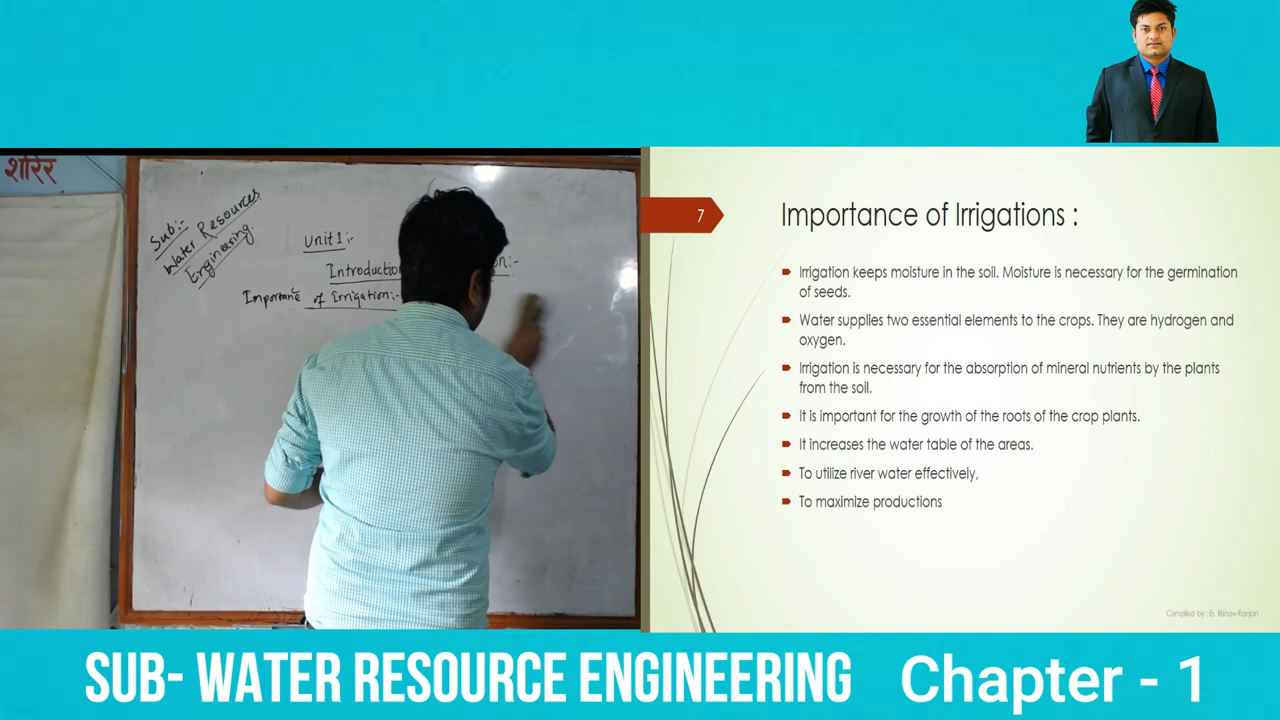 शरिर
Sub:-
Water Resources
Engineering.
Unit 1:-
Introductio n:-
Importance of Irrigation:-
7
Importance of Irrigations :
Irrigation keeps moisture in the soil. Moisture is necessary for the germination
of seeds.
Water supplies two essential elements to the crops. They are hydrogen and
oxygen.
Irrigation is necessary for the absorption of mineral nutrients by the plants
from the soil.
It is important for the growth of the roots of the crop plants.
It increases the water table of the areas.
To utilize river water effectively,
To maximize productions
Compiled by : Er. Rishav Ranjan
SUB- WATER RESOURCE ENGINEERING Chapter - 1